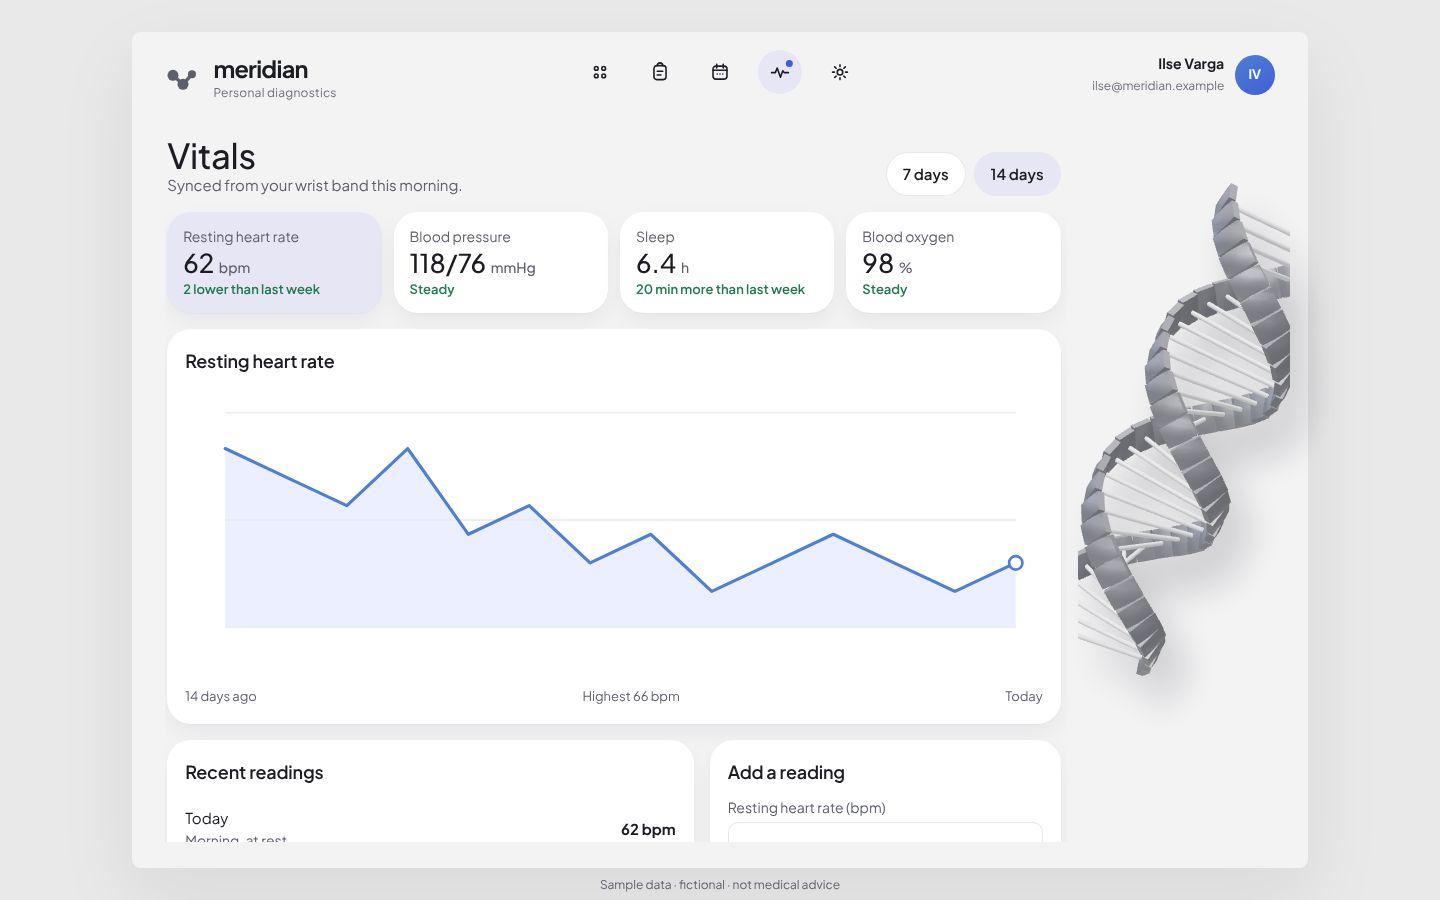 meridian
Personal diagnostics
Ilse Varga
ilse@meridian.example
IV
Vitals
Synced from your wrist band this morning.
7 days
14 days
Resting heart rate
62 bpm
2 lower than last week
Blood pressure
118/76 mmHg
Steady
Sleep
6.4 h
20 min more than last week
Blood oxygen
98 %
Steady
Resting heart rate
14 days ago
Highest 66 bpm
Today
Recent readings
Today
Morning, at rest
62 bpm
Add a reading
Resting heart rate (bpm)
Sample data · fictional · not medical advice